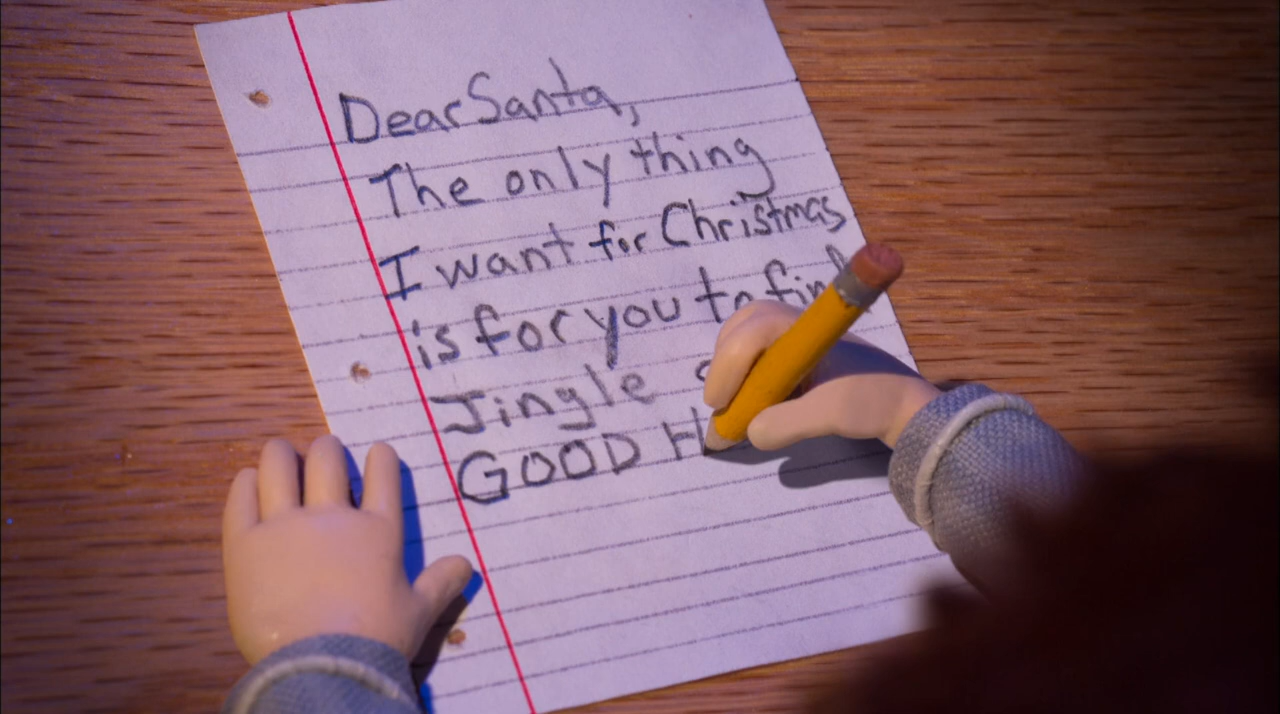 Dear Santa,
The only thing
I want for Christmas
is for you to
Jingle
GOOD